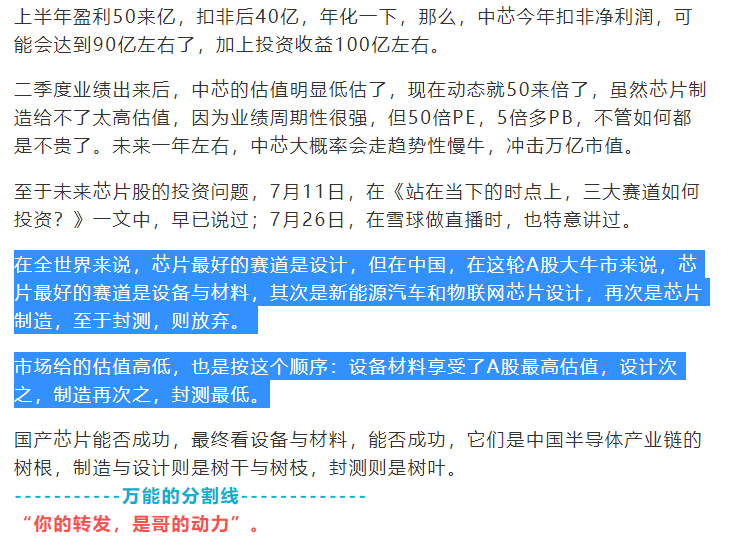 上半年盈利50来亿，扣非后40亿，年化一下，那么，中芯今年扣非净利润，可
能会达到90亿左右了，加上投资收益100亿左右。
二季度业绩出来后，中芯的估值明显低估了，现在动态就50来倍了，虽然芯片制
造给不了太高估值，因为业绩周期性很强，但50倍PE，5倍多PB，不管如何都
是不贵了。未来一年左右，中芯大概率会走趋势性慢牛，冲击万亿市值。
至于未来芯片股的投资问题，7月11日，在《站在当下的时点上，三大赛道如何
投资？》一文中，早已说过；7月26日，在雪球做直播时，也特意讲过。
在全世界来说，芯片最好的赛道是设计，但在中国，在这轮A股大牛市来说，芯
片最好的赛道是设备与材料，其次是新能源汽车和物联网芯片设计，再次是芯片
制造，至于封测，则放弃。
市场给的估值高低，也是按这个顺序：设备材料享受了A股最高估值，设计次
之，制造再次之，封测最低。
国产芯片能否成功，最终看设备与材料，能否成功，它们是中国半导体产业链的
树根，制造与设计则是树干与树枝，封测则是树叶。
-----------万能的分割线-------------
“你的转发，是哥的动力”。